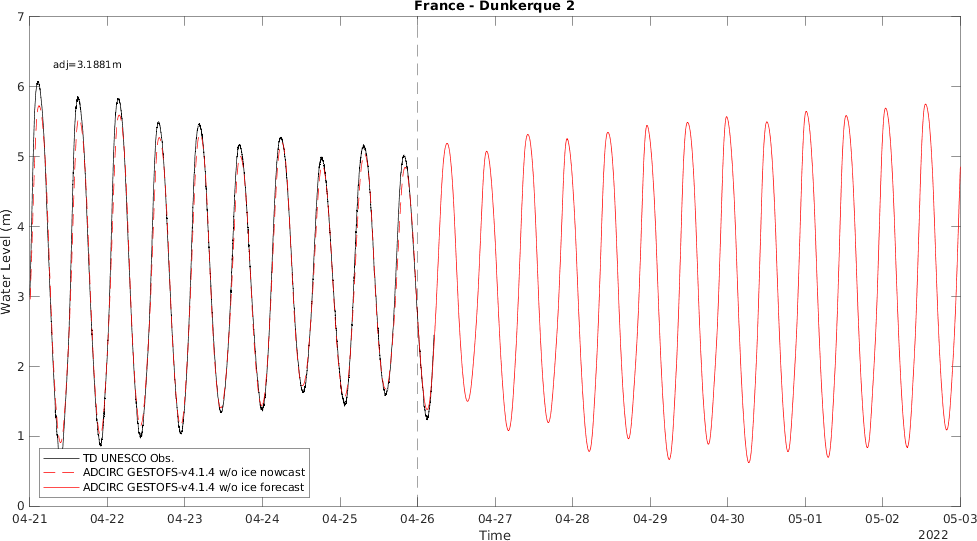 France - Dunkerque 2
adj=3.1881m
7
6
5
4
3
2
1
0
Water Level (m)
TD UNESCO Obs.
ADCIRC GESTOFS-v4.1.4 w/o ice nowcast
ADCIRC GESTOFS-v4.1.4 w/o ice forecast
04-21 04-22 04-23 04-24 04-25 04-26 04-27 04-28 04-29 04-30 05-01 05-02 05-03
Time
2022